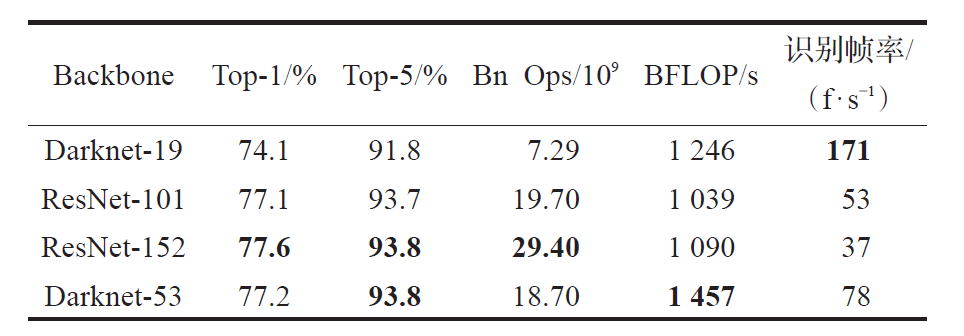 Backbone Top-1/% Top-5/% Bn Ops/10⁹ BFLOP/s 识别帧率/(f·s⁻¹)
Darknet-19 74.1 91.8 7.29 1 246 171
ResNet-101 77.1 93.7 19.70 1 039 53
ResNet-152 77.6 93.8 29.40 1 090 37
Darknet-53 77.2 93.8 18.70 1 457 78